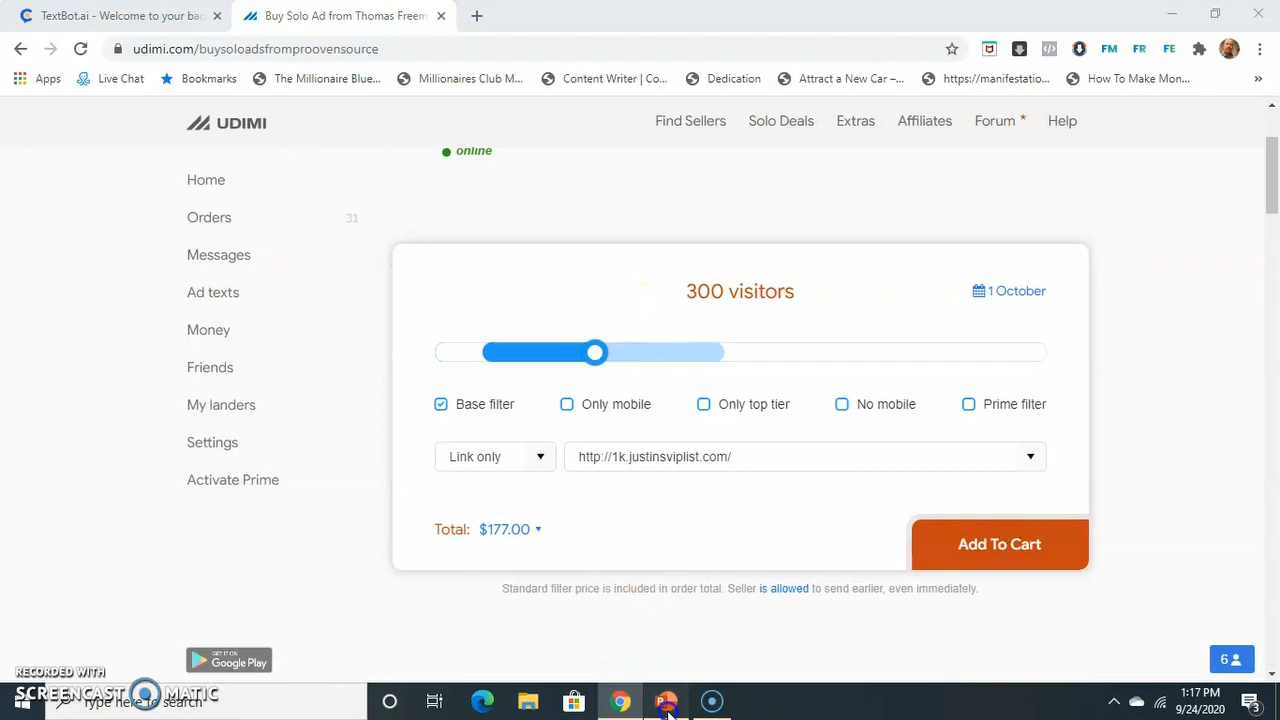 TextBot.ai - Welcome to your bac
Buy Solo Ad from Thomas Freem
udimi.com/buysoloadsfromproovensource
FM FR FE
Apps Live Chat Bookmarks The Millionaire Blue... Millionaires Club M... Content Writer | Co... Dedication Attract a New Car –... https://manifestatio... How To Make Mon... »
UDIMI Find Sellers Solo Deals Extras Affiliates Forum * Help
online
Home
Orders 31
Messages
Ad texts
Money
Friends
My landers
Settings
Activate Prime
300 visitors 1 October
Base filter Only mobile Only top tier No mobile Prime filter
Link only http://1k.justinsviplist.com/
Total: $177.00
Add To Cart
Standard filter price is included in order total. Seller is allowed to send earlier, even immediately.
GET IT ON
Google Play
6
RECORDED WITH
SCREENCAST MATIC
Type here to search
1:17 PM
9/24/2020
3